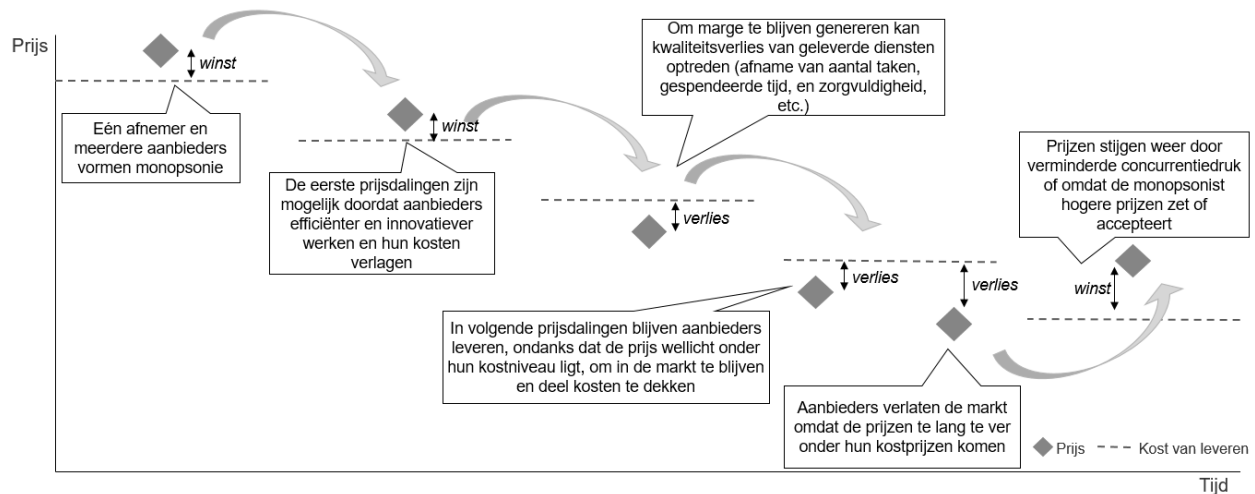 Prijs
winst
Eén afnemer en
meerdere aanbieders
vormen monopsonie
winst
De eerste prijsdalingen zijn
mogelijk doordat aanbieders
efficiënter en innovatiever
werken en hun kosten
verlagen
Om marge te blijven genereren kan
kwaliteitsverlies van geleverde diensten
optreden (afname van aantal taken,
gespendeerde tijd, en zorgvuldigheid,
etc.)
verlies
In volgende prijsdalingen blijven aanbieders
leveren, ondanks dat de prijs wellicht onder
hun kostniveau ligt, om in de markt te blijven
en deel kosten te dekken
verlies
verlies
Aanbieders verlaten de markt
omdat de prijzen te lang te ver
onder hun kostprijzen komen
Prijzen stijgen weer door
verminderde concurrentiedruk
of omdat de monopsonist
hogere prijzen zet of
accepteert
winst
Prijs
Kost van leveren
Tijd